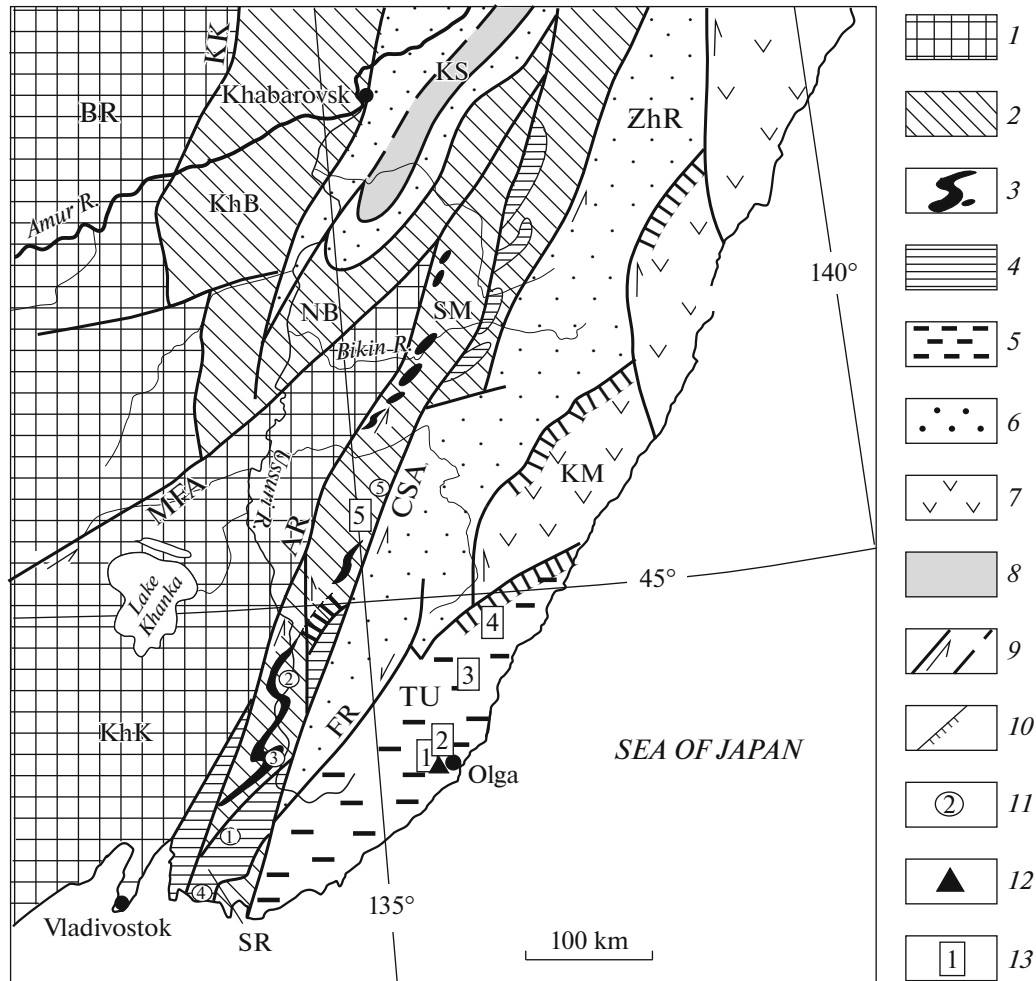 KK
KS
Khabarovsk
BR
ZhR
KhB
Amur R.
140°
NB
SM
Bikin R.
Ussuri R.
KM
MFA
AR
CSA
5
5
Lake
Khanka
45°
4
3
2
TU
FR
2
1
Olga
SEA OF JAPAN
KhK
3
1
4
135°
Vladivostok
SR
100 km
1
2
3
4
5
6
7
8
9
10
2
11
12
1
13